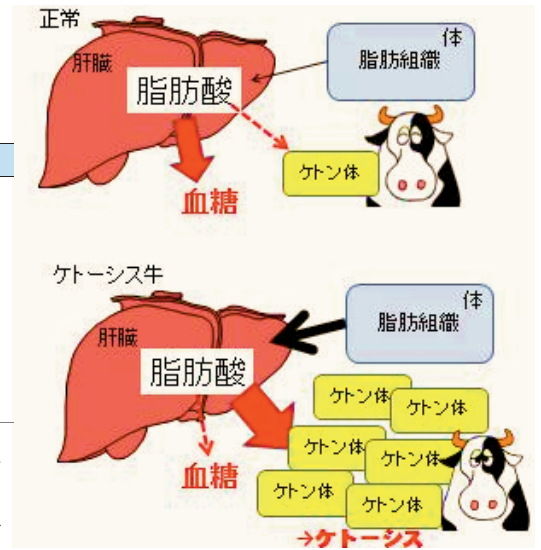 正常
体
肝臓
脂肪組織
脂肪酸
ケトン体
血糖
ケトーシス牛
体
肝臓
脂肪組織
脂肪酸
ケトン体
ケトン体
ケトン体
ケトン体
血糖
ケトン体
ケトン体
→ケトーシス